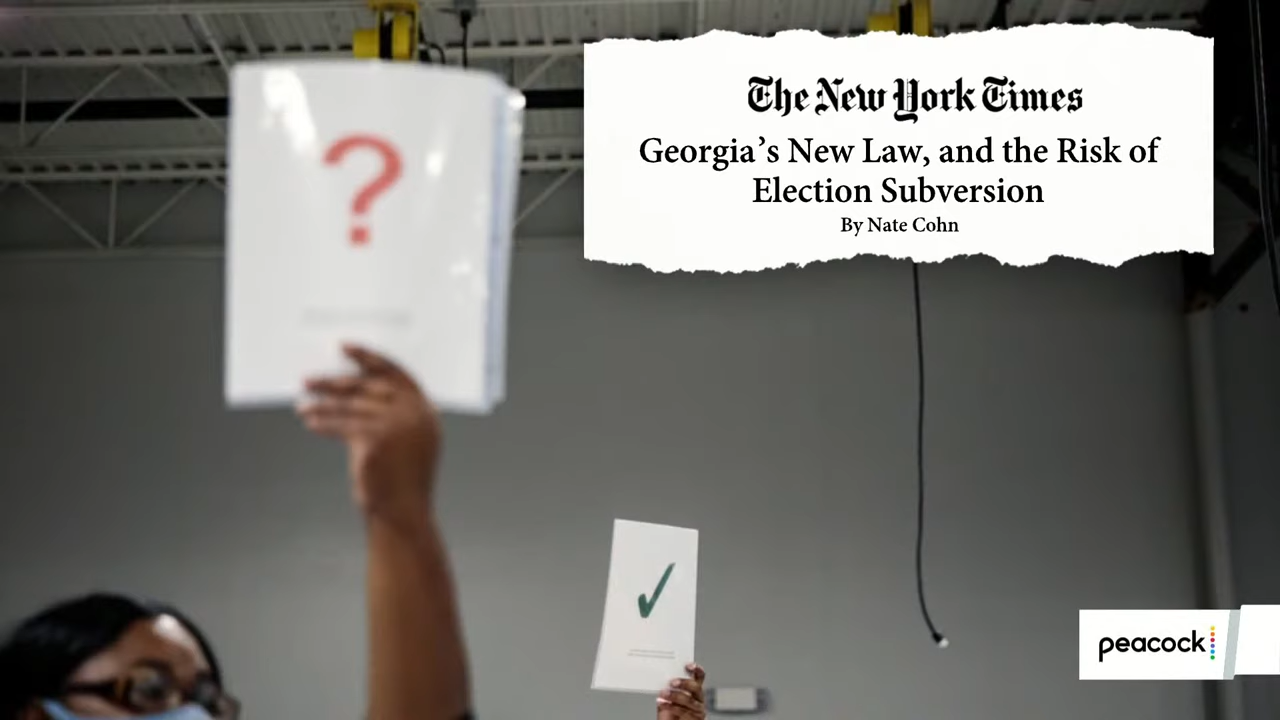 The New York Times
Georgia’s New Law, and the Risk of
Election Subversion
By Nate Cohn
?
✓
peacock